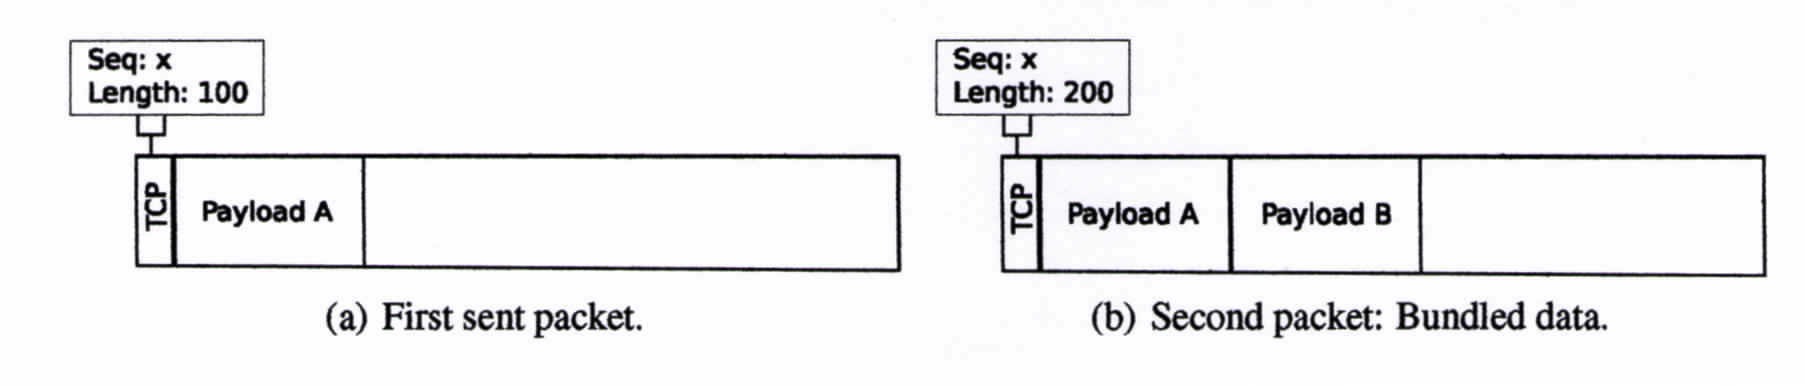 Seq: x
Length: 100
TCP
Payload A
(a) First sent packet.
Seq: x
Length: 200
TCP
Payload A
Payload B
(b) Second packet: Bundled data.